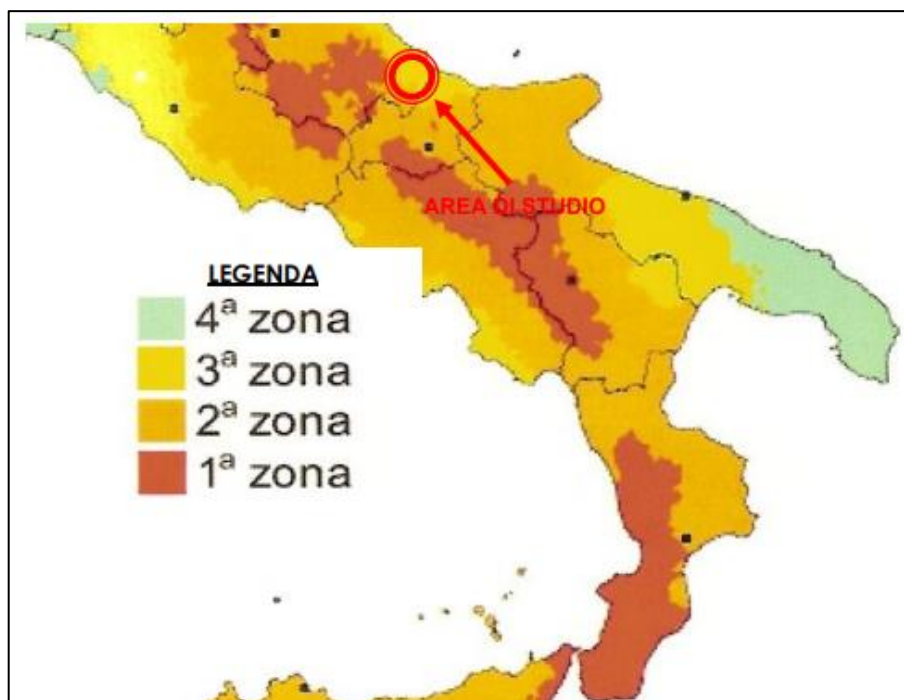 AREA DI STUDIO
LEGENDA
4ª zona
3ª zona
2ª zona
1ª zona